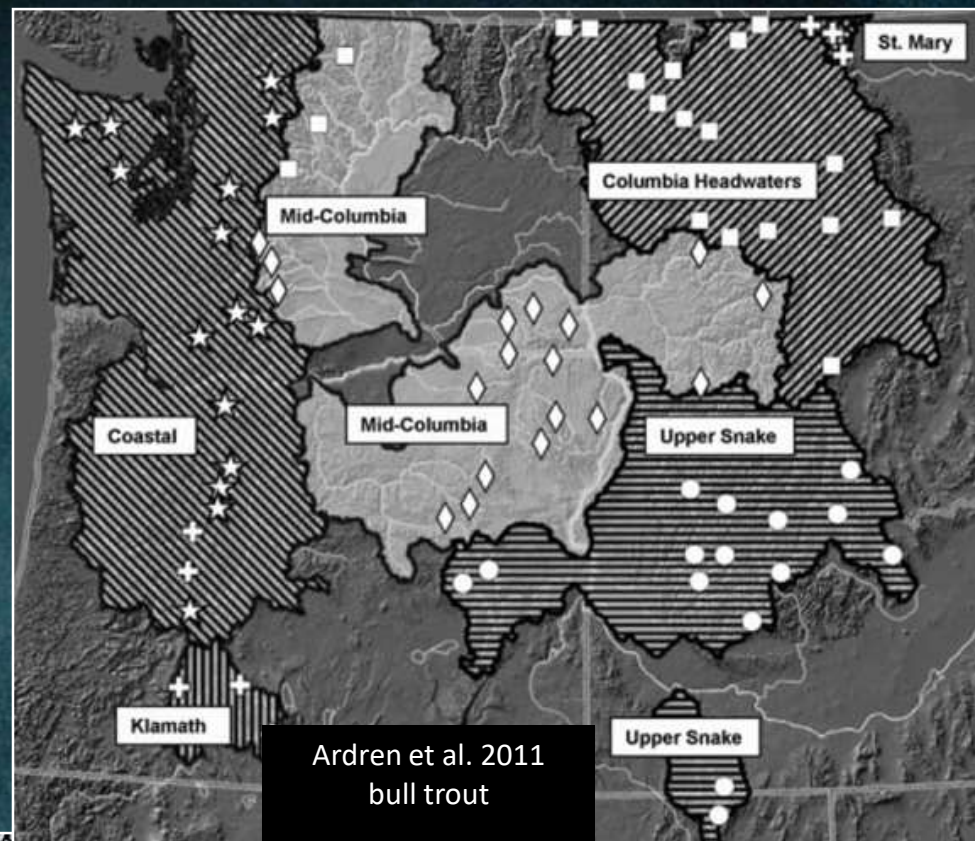 St. Mary
Columbia Headwaters
Mid-Columbia
Mid-Columbia
Coastal
Upper Snake
Klamath
Upper Snake
Ardren et al. 2011
bull trout